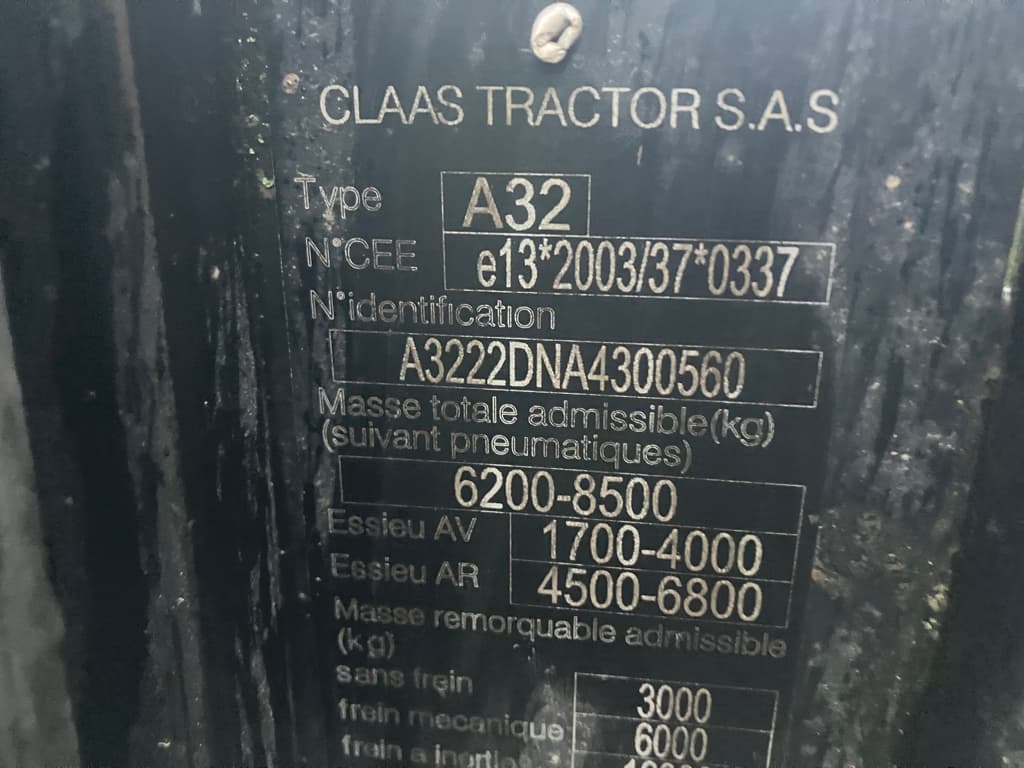 CLAAS TRACTOR S.A.S
Type A32
N°CEE e13*2003/37*0337
N°identification
A3222DNA4300560
Masse totale admissible(kg)
(suivant pneumatiques)
6200-8500
Essieu AV 1700-4000
Essieu AR 4500-6800
Masse remorquable admissible
(kg)
sans frein 3000
frein mecanique 6000
frein a